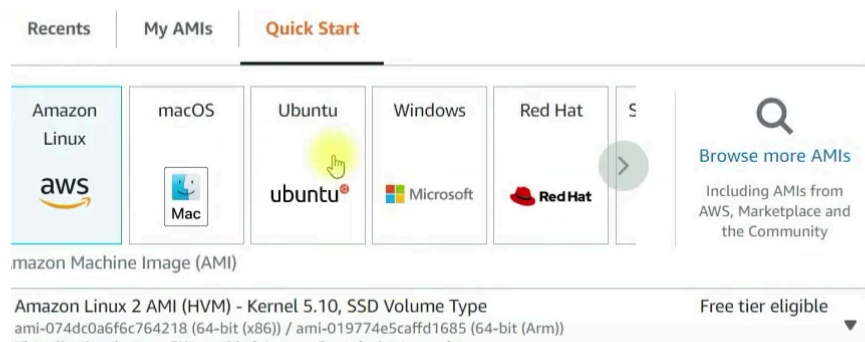 Recents My AMIs Quick Start
Amazon Linux
aws
macOS
Mac
Ubuntu
ubuntu
Windows
Microsoft
Red Hat
Red Hat
S
Browse more AMIs
Including AMIs from
AWS, Marketplace and
the Community
mazon Machine Image (AMI)
Amazon Linux 2 AMI (HVM) - Kernel 5.10, SSD Volume Type
Free tier eligible
ami-074dc0a6f6c764218 (64-bit (x86)) / ami-019774e5caffd1685 (64-bit (Arm))